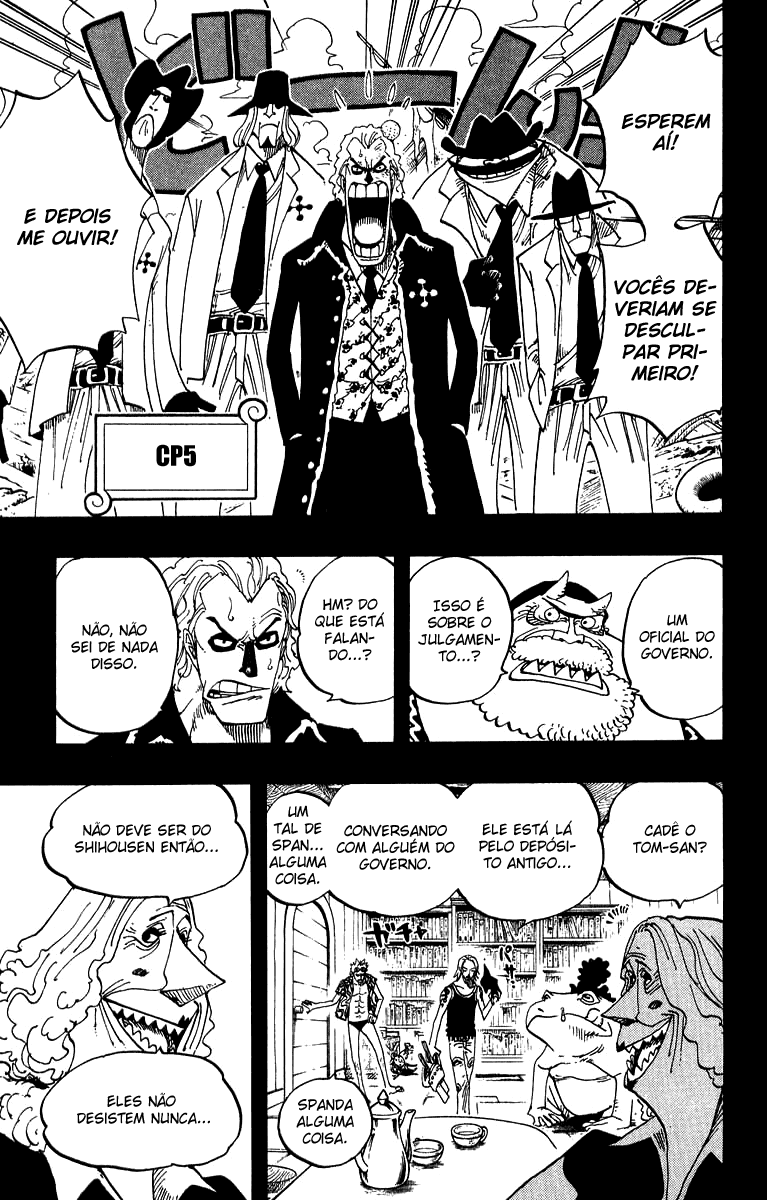 ESPEREM
AÍ!
VOCÊS DE-
VERIAM SE
DESCUL-
PAR PRI-
MEIRO!
E DEPOIS
ME OUVIR!
CP5
UM
OFICIAL DO
GOVERNO.
ISSO É
SOBRE O
JULGAMEN-
TO...?
HM? DO
QUE ESTÁ
FALAN-
DO...?
NÃO, NÃO
SEI DE NADA
DISSO.
CADÊ O
TOM-SAN?
ELE ESTÁ LÁ
PELO DEPÓSI-
TO ANTIGO...
CONVERSANDO
COM ALGUÉM DO
GOVERNO.
UM
TAL DE
SPAN...
ALGUMA
COISA.
ガチャ
SPANDA
ALGUMA
COISA.
NÃO DEVE SER DO
SHIHOUSEN ENTÃO...
ELES NÃO
DESISTEM NUNCA...